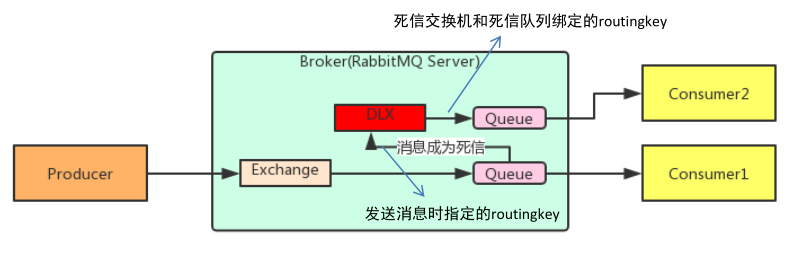 死信交换机和死信队列绑定的routingkey
Broker(RabbitMQ Server)
DLX
Queue
Consumer2
消息成为死信
Producer
Exchange
Queue
Consumer1
发送消息时指定的routingkey